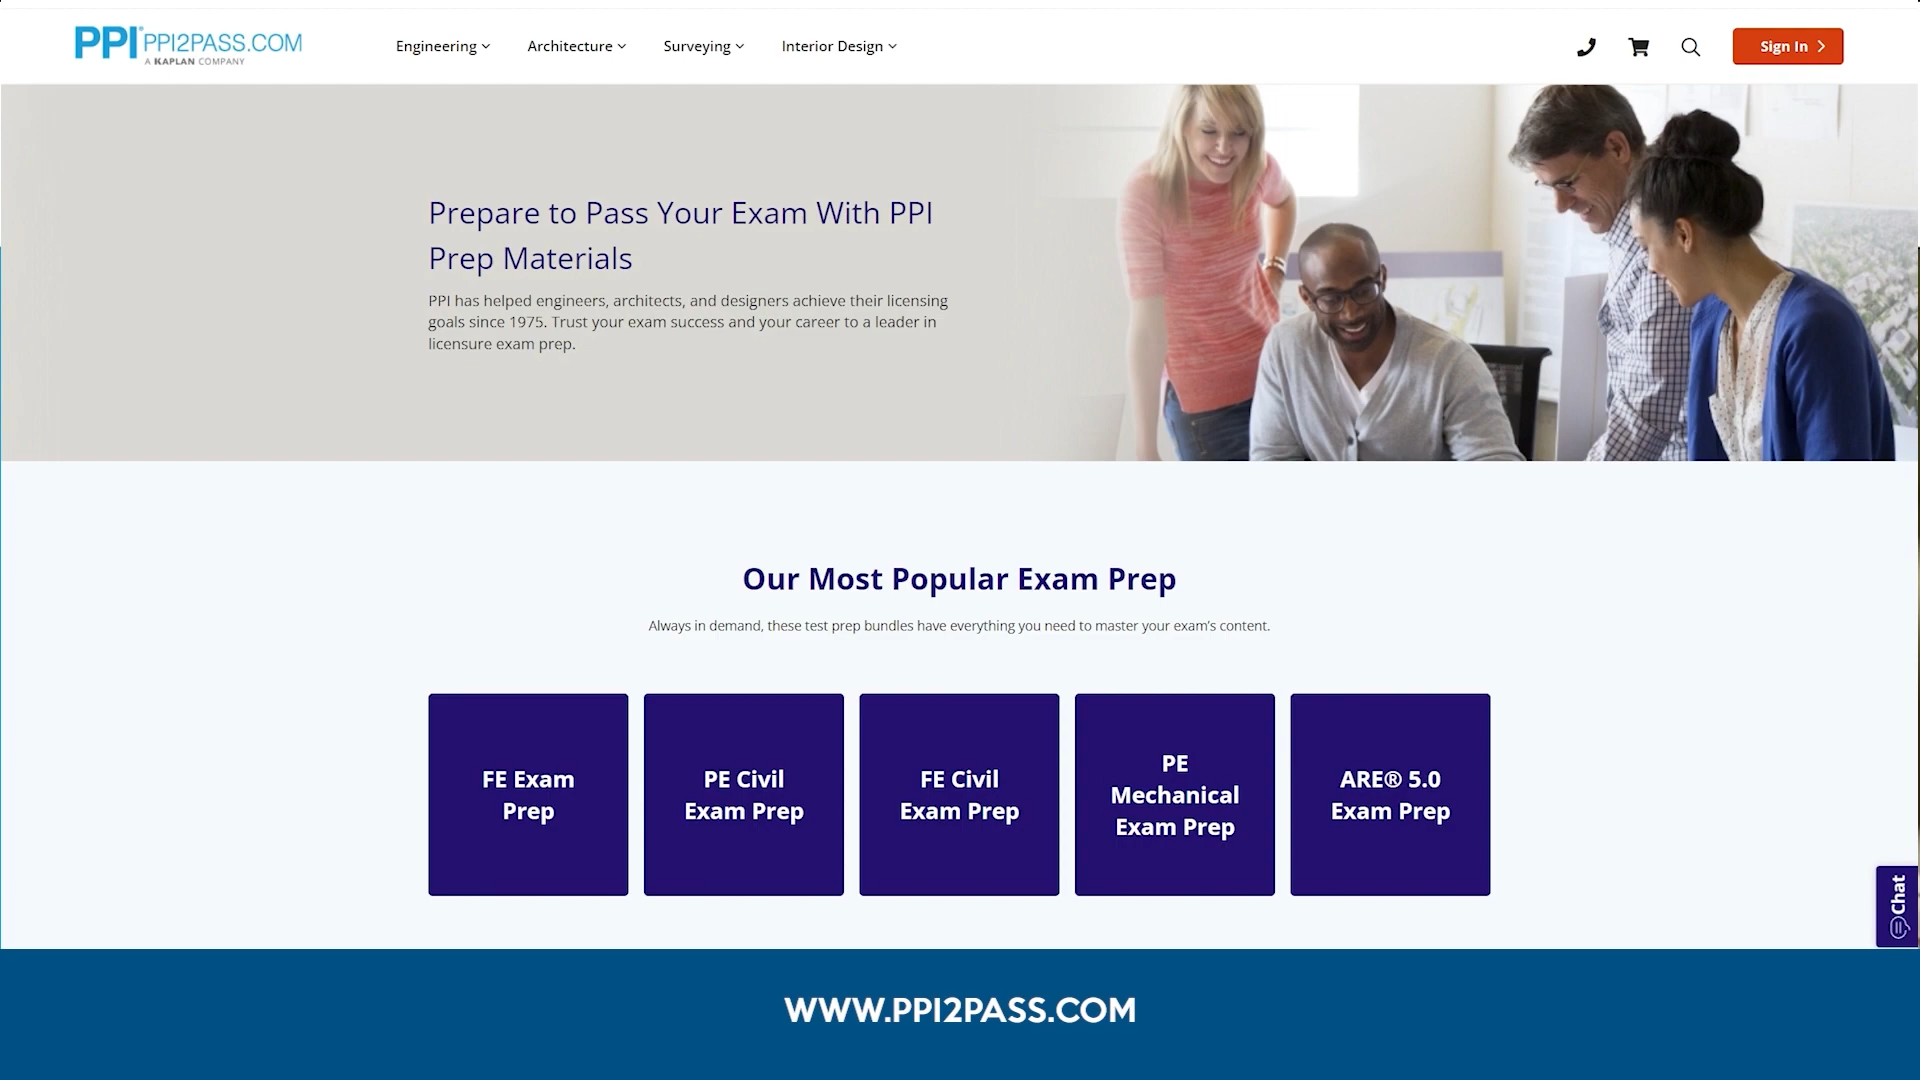 PPI® PPI2PASS.COM
A KAPLAN COMPANY
Engineering
Architecture
Surveying
Interior Design
Sign In
Prepare to Pass Your Exam With PPI
Prep Materials
PPI has helped engineers, architects, and designers achieve their licensing
goals since 1975. Trust your exam success and your career to a leader in
licensure exam prep.
Our Most Popular Exam Prep
Always in demand, these test prep bundles have everything you need to master your exam’s content.
FE Exam
Prep
PE Civil
Exam Prep
FE Civil
Exam Prep
PE
Mechanical
Exam Prep
ARE® 5.0
Exam Prep
Chat
WWW.PPI2PASS.COM